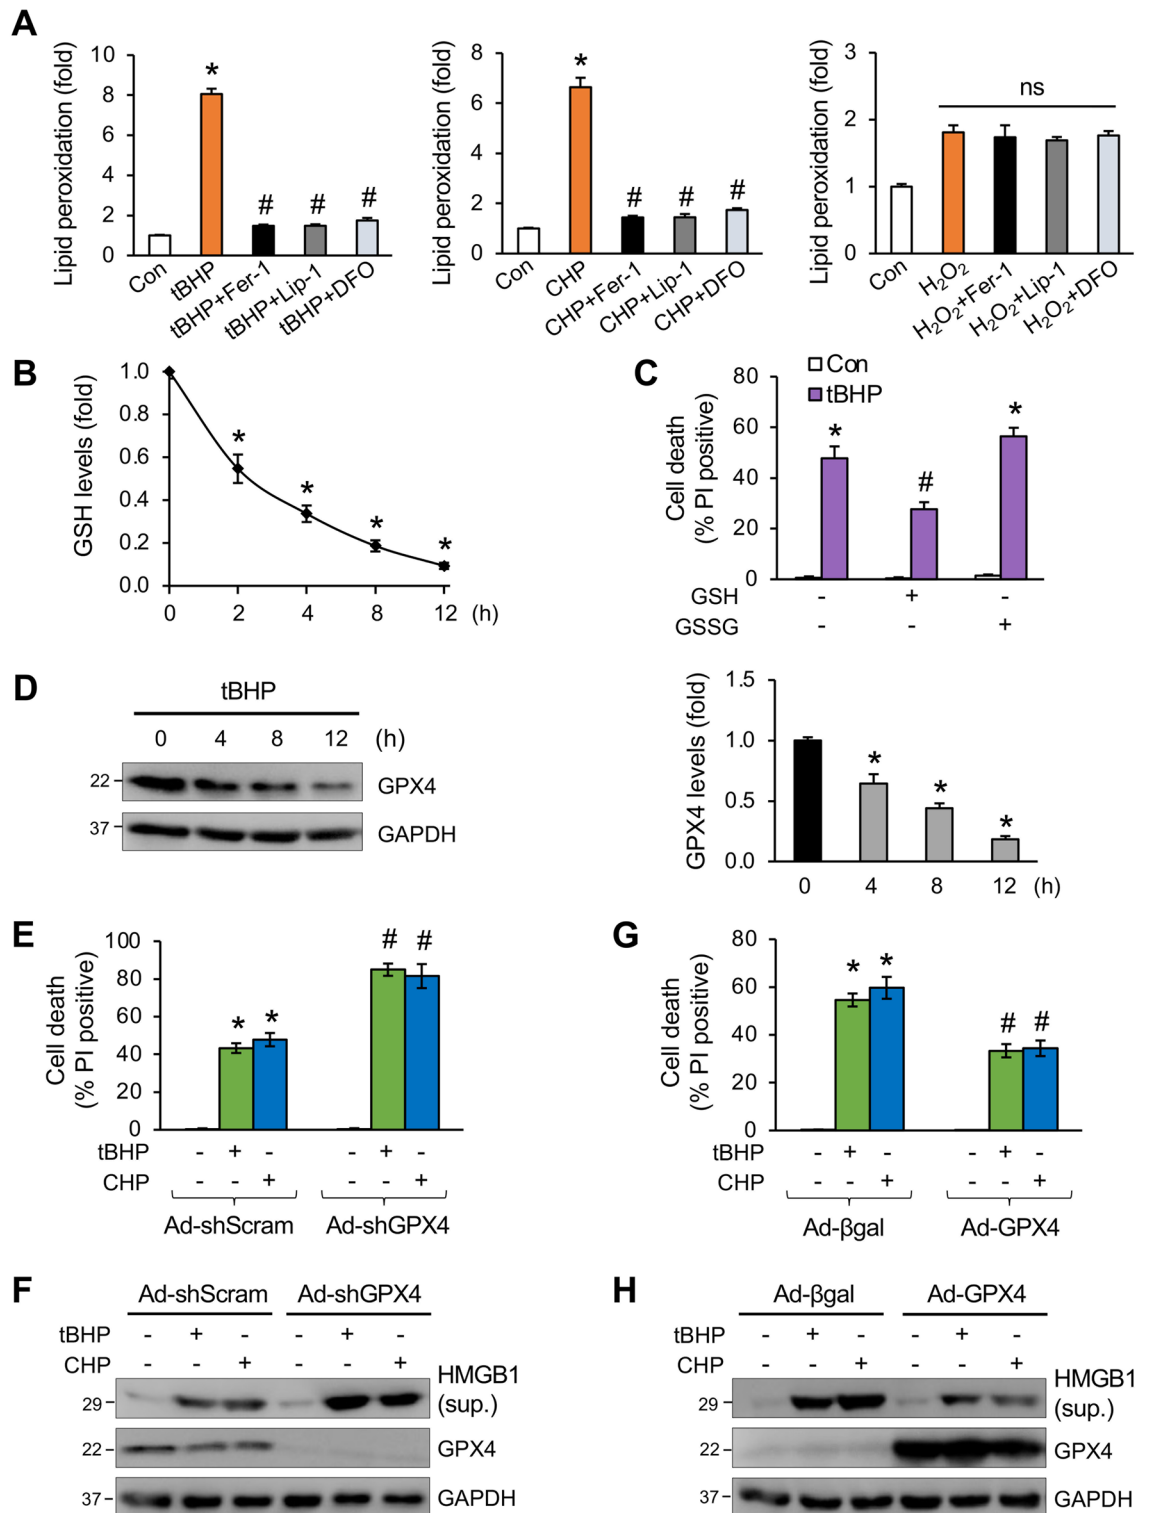 A
Lipid peroxidation (fold)
10
8
6
4
2
0
*
#
#
#
Con
tBHP
tBHP+Fer-1
tBHP+Lip-1
tBHP+DFO
Lipid peroxidation (fold)
8
6
4
2
0
*
#
#
#
Con
CHP
CHP+Fer-1
CHP+Lip-1
CHP+DFO
Lipid peroxidation (fold)
3
2
1
0
ns
Con
H₂O₂
H₂O₂+Fer-1
H₂O₂+Lip-1
H₂O₂+DFO
B
GSH levels (fold)
1.0
0.8
0.6
0.4
0.2
0.0
*
*
*
*
0 2 4 8 12 (h)
C
Cell death
(% PI positive)
80
60
40
20
0
Con
tBHP
*
#
*
GSH - + -
GSSG - - +
D
tBHP
0 4 8 12 (h)
22
GPX4
37
GAPDH
GPX4 levels (fold)
1.5
1.0
0.5
0.0
*
*
*
0 4 8 12 (h)
E
Cell death
(% PI positive)
100
80
60
40
20
0
* *
# #
tBHP - + - - + -
CHP - - + - - +
Ad-shScram Ad-shGPX4
G
Cell death
(% PI positive)
80
60
40
20
0
* *
# #
tBHP - + - - + -
CHP - - + - - +
Ad-βgal Ad-GPX4
F
Ad-shScram Ad-shGPX4
tBHP - + - - + -
CHP - - + - - +
29
HMGB1
(sup.)
22
GPX4
37
GAPDH
H
Ad-βgal Ad-GPX4
tBHP - + - - + -
CHP - - + - - +
29
HMGB1
(sup.)
22
GPX4
37
GAPDH